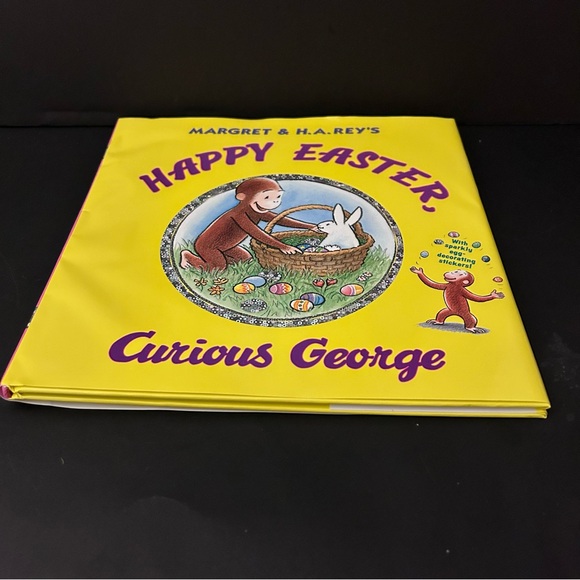 MARGRET & H.A. REY'S
HAPPY EASTER,
With
sparkly
egg-
decorating
stickers!
Curious George